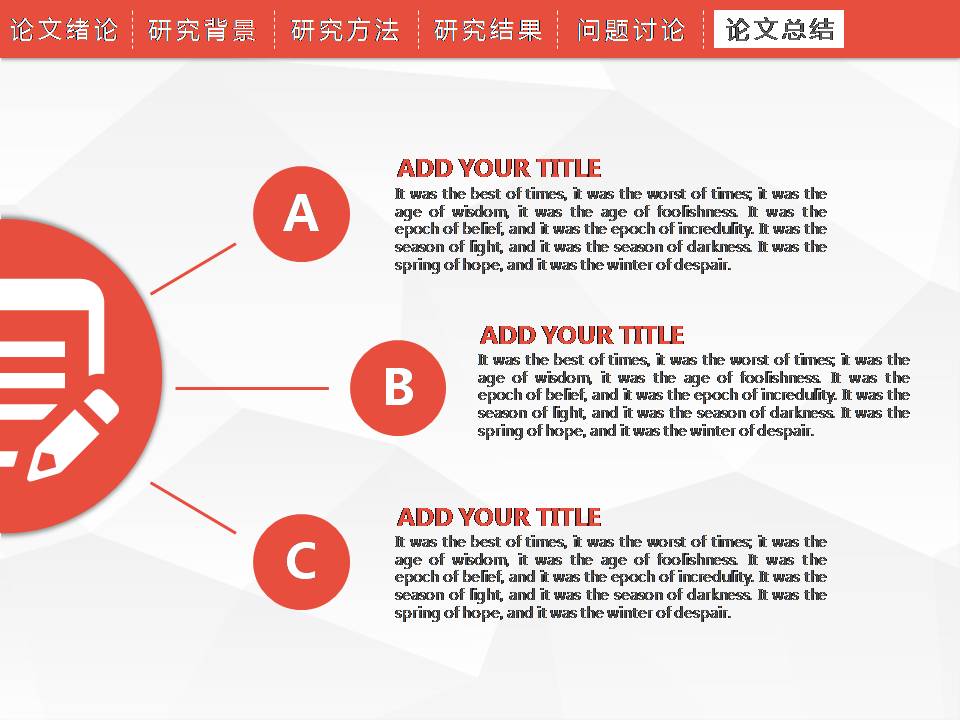 论文绪论 研究背景 研究方法 研究结果 问题讨论 论文总结
A
ADD YOUR TITLE
It was the best of times, it was the worst of times; it was the
age of wisdom, it was the age of foolishness. It was the
epoch of belief, and it was the epoch of incredulity. It was the
season of light, and it was the season of darkness. It was the
spring of hope, and it was the winter of despair.
B
ADD YOUR TITLE
It was the best of times, it was the worst of times; it was the
age of wisdom, it was the age of foolishness. It was the
epoch of belief, and it was the epoch of incredulity. It was the
season of light, and it was the season of darkness. It was the
spring of hope, and it was the winter of despair.
C
ADD YOUR TITLE
It was the best of times, it was the worst of times; it was the
age of wisdom, it was the age of foolishness. It was the
epoch of belief, and it was the epoch of incredulity. It was the
season of light, and it was the season of darkness. It was the
spring of hope, and it was the winter of despair.